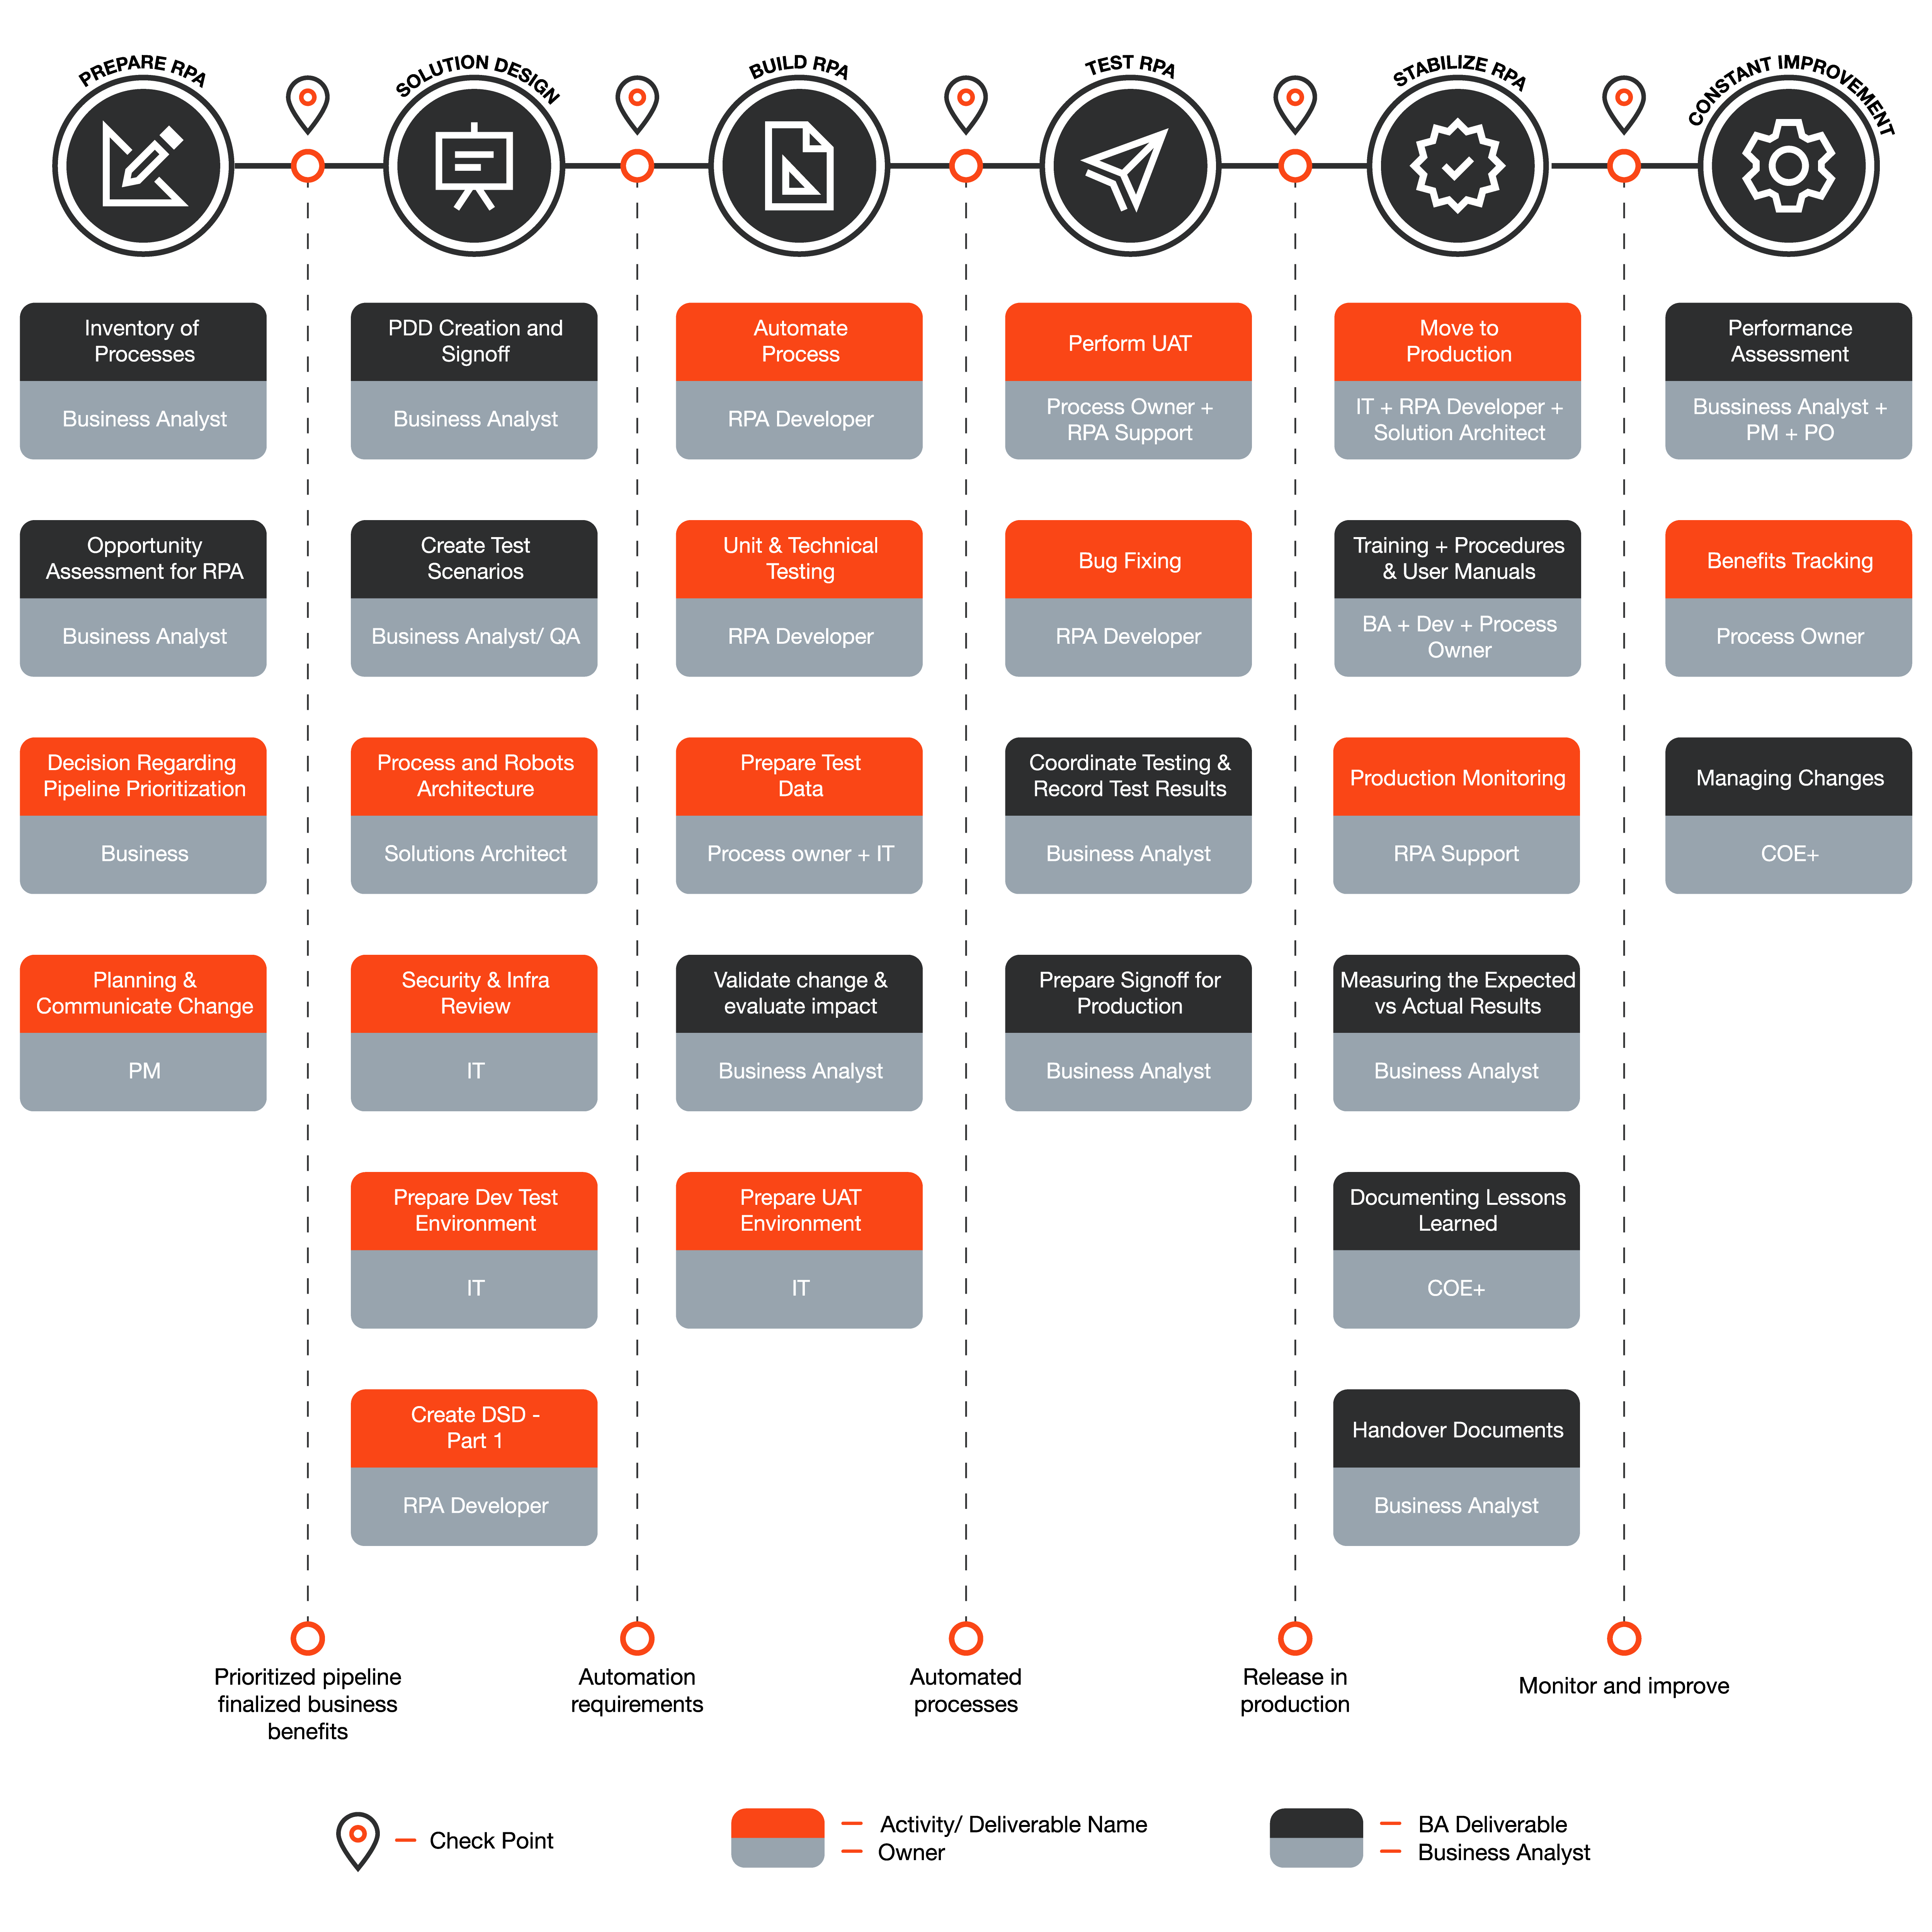 PREPARE RPA
SOLUTION DESIGN
BUILD RPA
TEST RPA
STABILIZE RPA
CONSTANT IMPROVEMENT
Inventory of
Processes
Business Analyst
PDD Creation and
Signoff
Business Analyst
Automate
Process
RPA Developer
Perform UAT
Process Owner +
RPA Support
Move to
Production
IT + RPA Developer +
Solution Architect
Performance
Assessment
Bussiness Analyst +
PM + PO
Opportunity
Assessment for RPA
Business Analyst
Create Test
Scenarios
Business Analyst/ QA
Unit & Technical
Testing
RPA Developer
Bug Fixing
RPA Developer
Training + Procedures
& User Manuals
BA + Dev + Process
Owner
Benefits Tracking
Process Owner
Decision Regarding
Pipeline Prioritization
Business
Process and Robots
Architecture
Solutions Architect
Prepare Test
Data
Process owner + IT
Coordinate Testing &
Record Test Results
Business Analyst
Production Monitoring
RPA Support
Managing Changes
COE+
Planning &
Communicate Change
PM
Security & Infra
Review
IT
Validate change &
evaluate impact
Business Analyst
Prepare Signoff for
Production
Business Analyst
Measuring the Expected
vs Actual Results
Business Analyst
Prepare Dev Test
Environment
IT
Prepare UAT
Environment
IT
Documenting Lessons
Learned
COE+
Create DSD -
Part 1
RPA Developer
Handover Documents
Business Analyst
Prioritized pipeline
finalized business
benefits
Automation
requirements
Automated
processes
Release in
production
Monitor and improve
Check Point
Activity/ Deliverable Name
Owner
BA Deliverable
Business Analyst